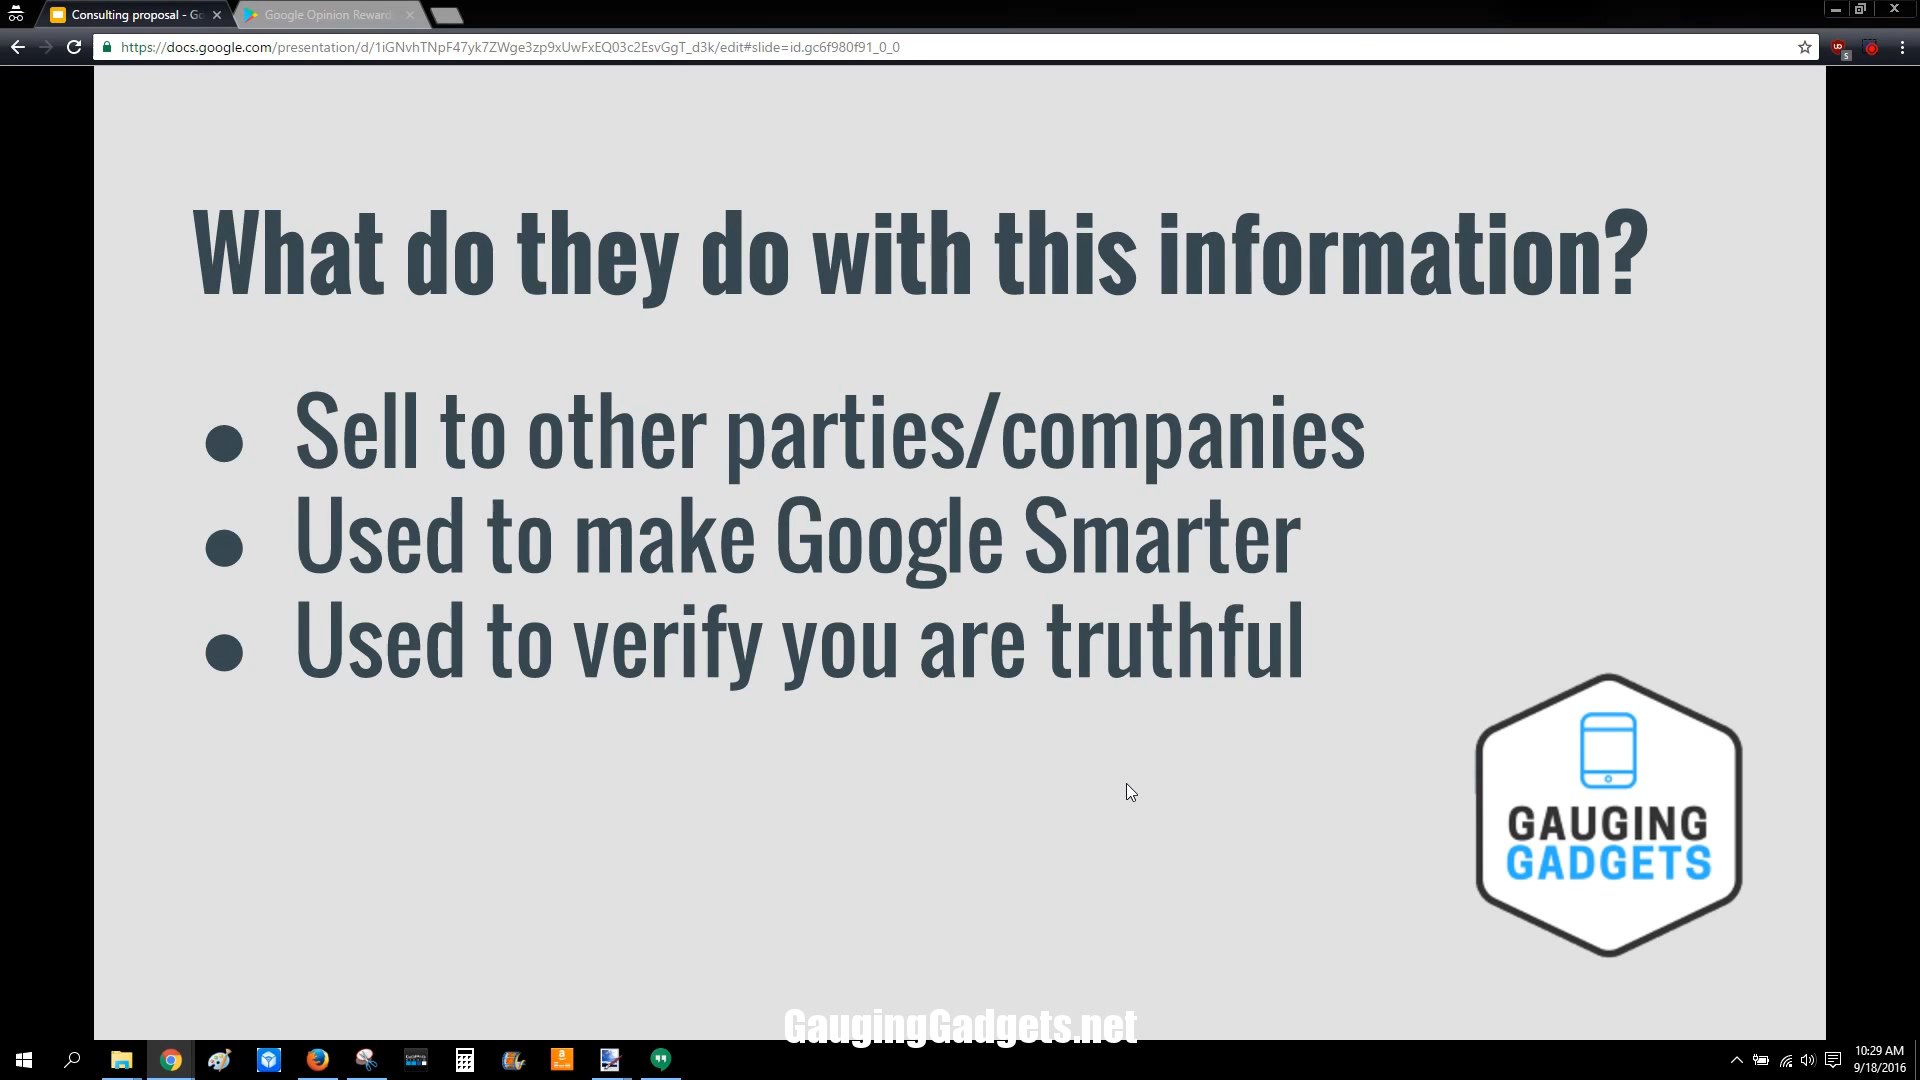 Consulting proposal - Go
Google Opinion Reward
https://docs.google.com/presentation/d/1iGNvhTNpF47yk7ZWge3zp9xUwFxEQ03c2EsvGgT_d3k/edit#slide=id.gc6f980f91_0_0
What do they do with this information?
● Sell to other parties/companies
● Used to make Google Smarter
● Used to verify you are truthful
GAUGING
GADGETS
GaugingGadgets.net
10:29 AM
9/18/2016